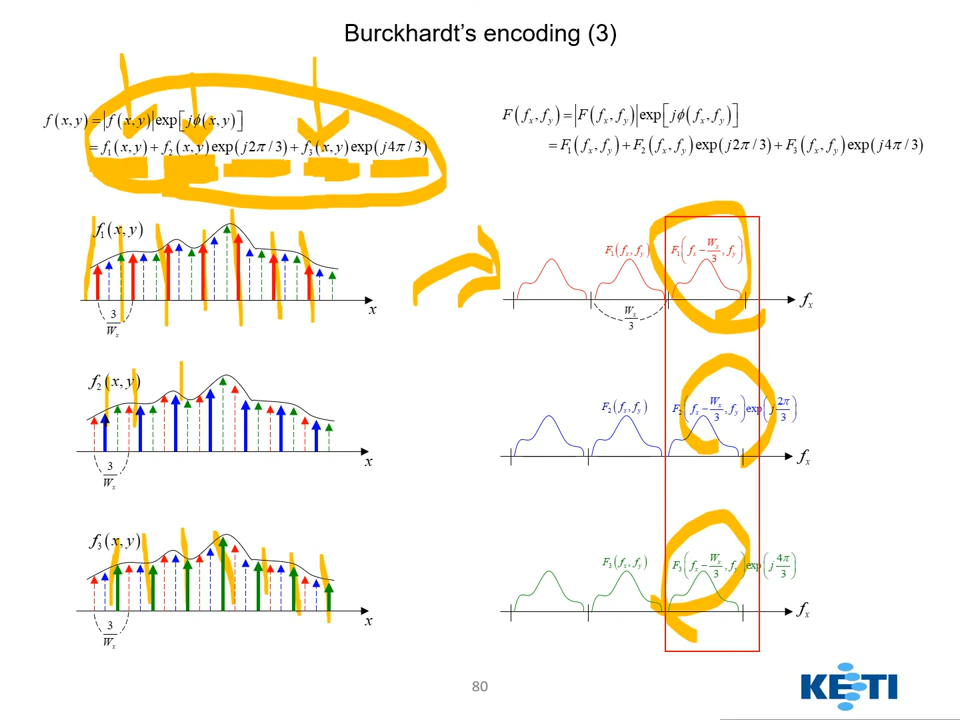 Burckhardt's encoding (3)
f(x,y) = |f(x,y)|exp[jϕ(x,y)]
= f₁(x,y) + f₂(x,y)exp(j2π/3) + f₃(x,y)exp(j4π/3)
F(fₓ,f_y) = |F(fₓ,f_y)|exp[jϕ(fₓ,f_y)]
= F₁(fₓ,f_y) + F₂(fₓ,f_y)exp(j2π/3) + F₃(fₓ,f_y)exp(j4π/3)
f₁(x,y)
3/Wₓ
x
F₁(fₓ,f_y)
F₁(fₓ − Wₓ/3, f_y)
Wₓ/3
fₓ
f₂(x,y)
3/Wₓ
x
F₂(fₓ,f_y)
F₂(fₓ − Wₓ/3, f_y)exp(j 2π/3)
fₓ
f₃(x,y)
3/Wₓ
x
F₃(fₓ,f_y)
F₃(fₓ − Wₓ/3, f_y)exp(j 4π/3)
fₓ
80
KETI